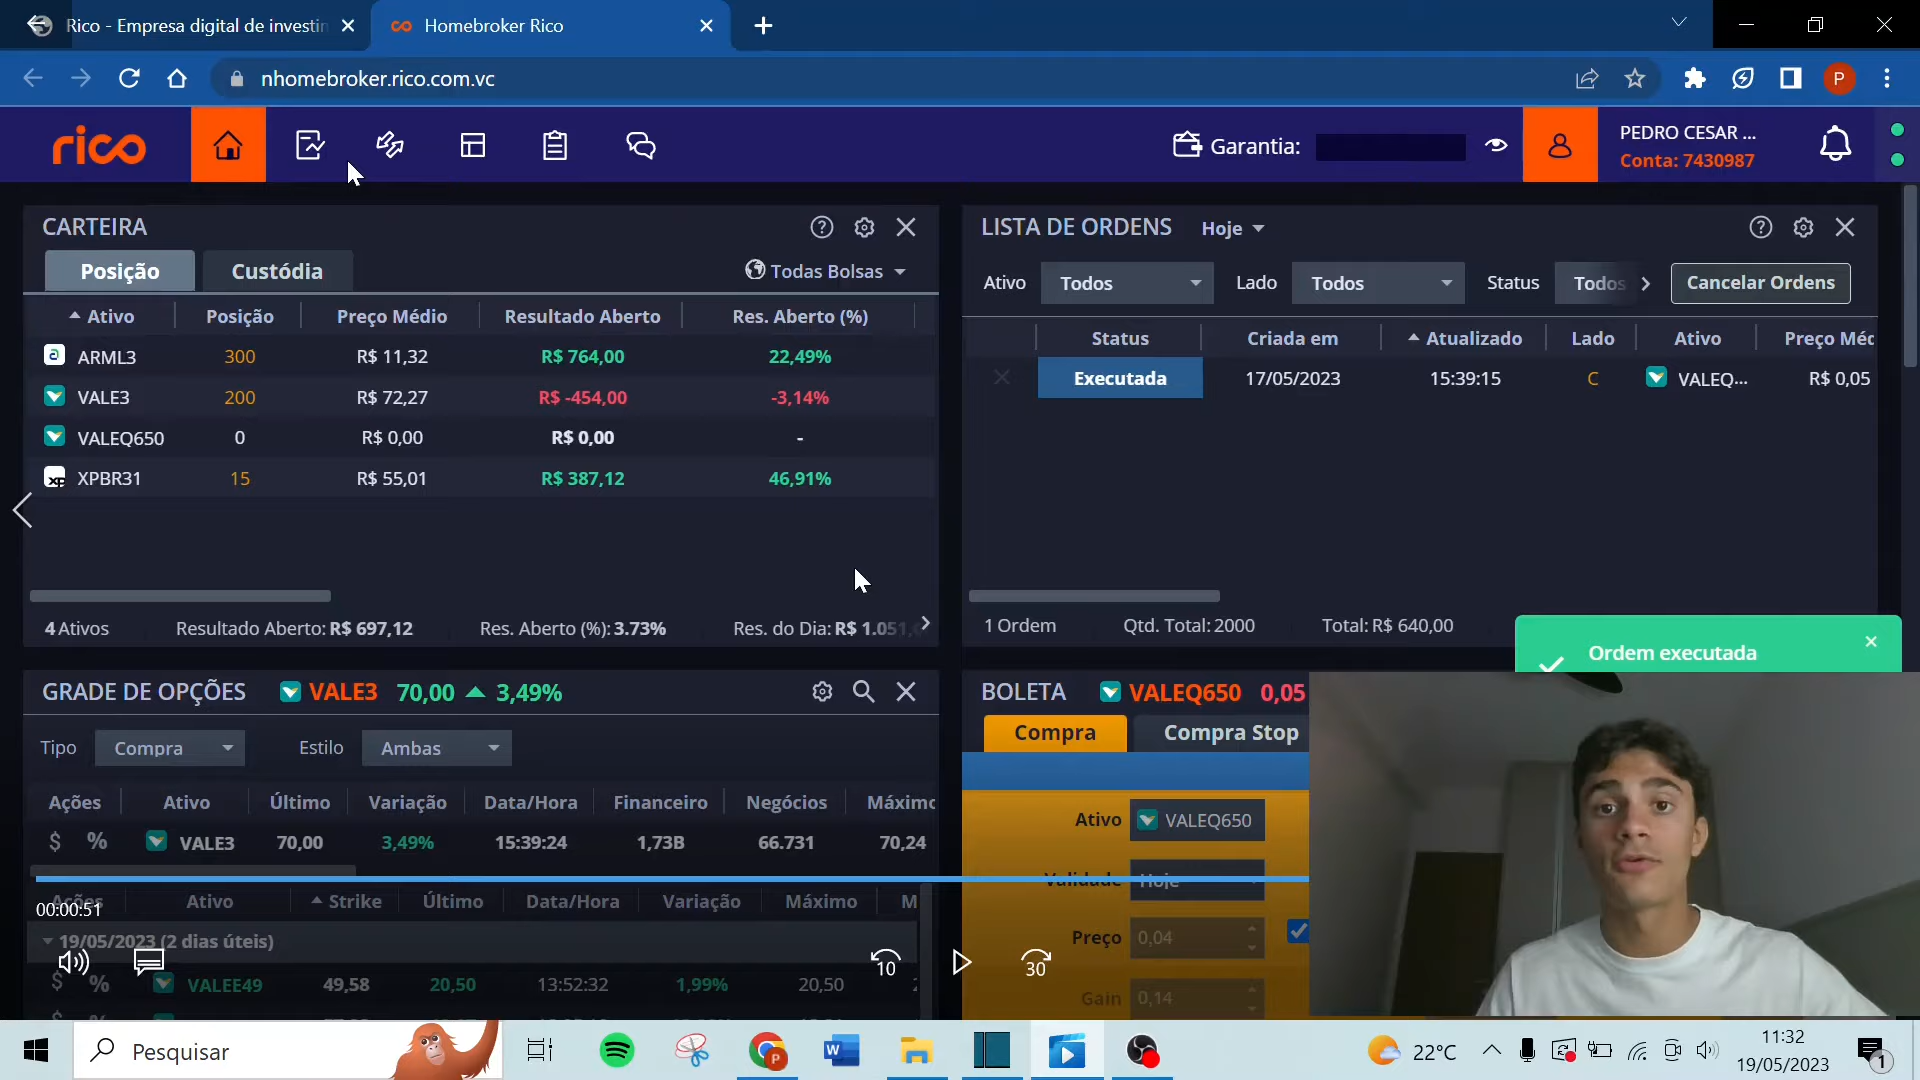 Rico - Empresa digital de investin
Homebroker Rico
nhomebroker.rico.com.vc
P
rico
Garantia:
PEDRO CESAR ...
Conta: 7430987
CARTEIRA
Posição Custódia Todas Bolsas
Ativo Posição Preço Médio Resultado Aberto Res. Aberto (%)
ARML3 300 R$ 11,32 R$ 764,00 22,49%
VALE3 200 R$ 72,27 R$ -454,00 -3,14%
VALEQ650 0 R$ 0,00 R$ 0,00 -
XPBR31 15 R$ 55,01 R$ 387,12 46,91%
4 Ativos Resultado Aberto: R$ 697,12 Res. Aberto (%): 3.73% Res. do Dia: R$ 1.051,
LISTA DE ORDENS Hoje
Ativo Todos Lado Todos Status Todos Cancelar Ordens
Status Criada em Atualizado Lado Ativo Preço Méd
Executada 17/05/2023 15:39:15 C VALEQ... R$ 0,05
1 Ordem Qtd. Total: 2000 Total: R$ 640,00
Ordem executada
GRADE DE OPÇÕES VALE3 70,00 3,49%
Tipo Compra Estilo Ambas
Ações Ativo Último Variação Data/Hora Financeiro Negócios Máximo
$ % VALE3 70,00 3,49% 15:39:24 1,73B 66.731 70,24
Ações Ativo Strike Último Data/Hora Variação Máximo M
00:00:51
19/05/2023 (2 dias úteis)
$ % VALEE49 49,58 20,50 13:52:32 1,99% 20,50
BOLETA VALEQ650 0,05
Compra Compra Stop
Ativo VALEQ650
Validade Hoje
Preço 0,04
Gain 0,14
10
30
Pesquisar
22°C
11:32
19/05/2023
1